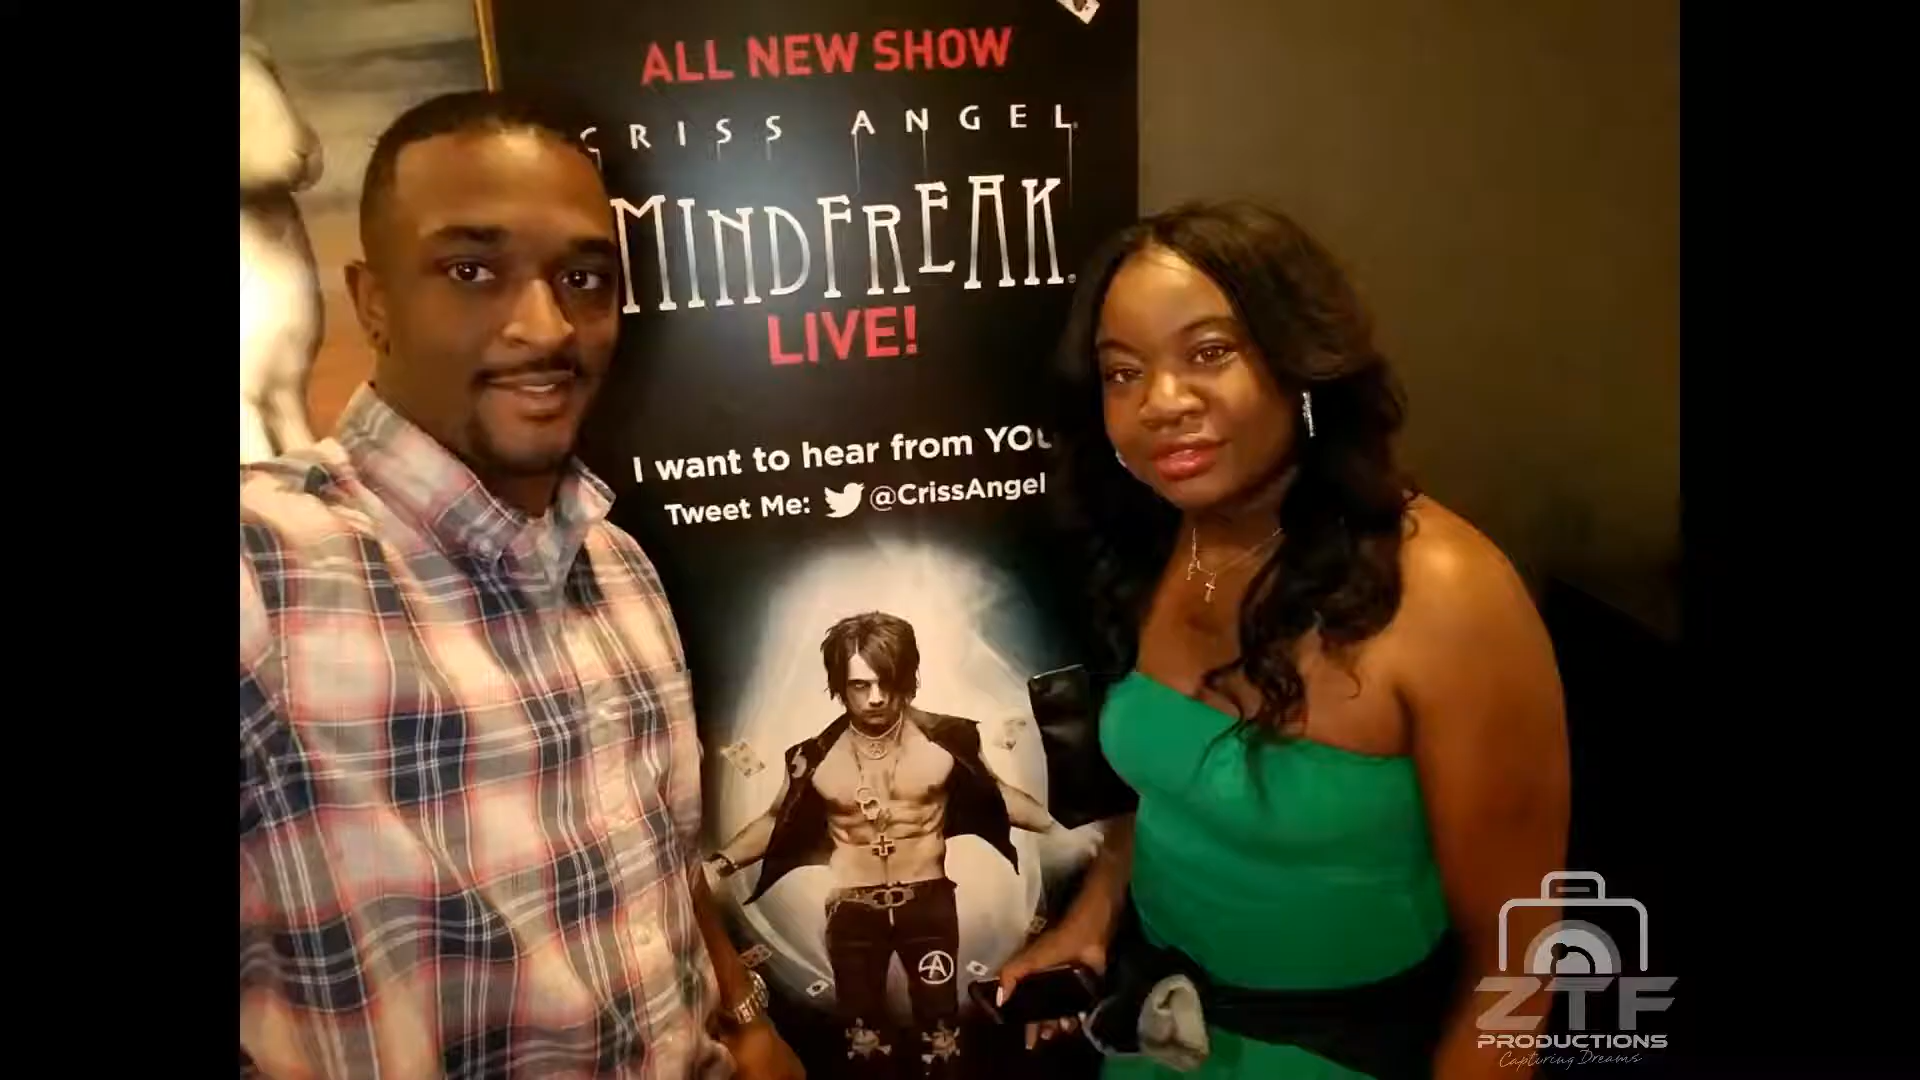 ALL NEW SHOW
CRISS ANGEL
MINDFREAK®
LIVE!
I want to hear from YOU
Tweet Me: @CrissAngel
ZTF
PRODUCTIONS
Capturing Dreams